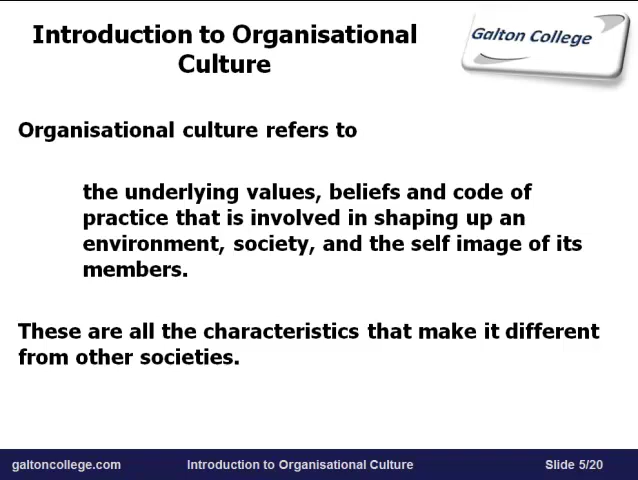 Introduction to Organisational
Culture
Galton College
Organisational culture refers to
the underlying values, beliefs and code of
practice that is involved in shaping up an
environment, society, and the self image of its
members.
These are all the characteristics that make it different
from other societies.
galtoncollege.com
Introduction to Organisational Culture
Slide 5/20